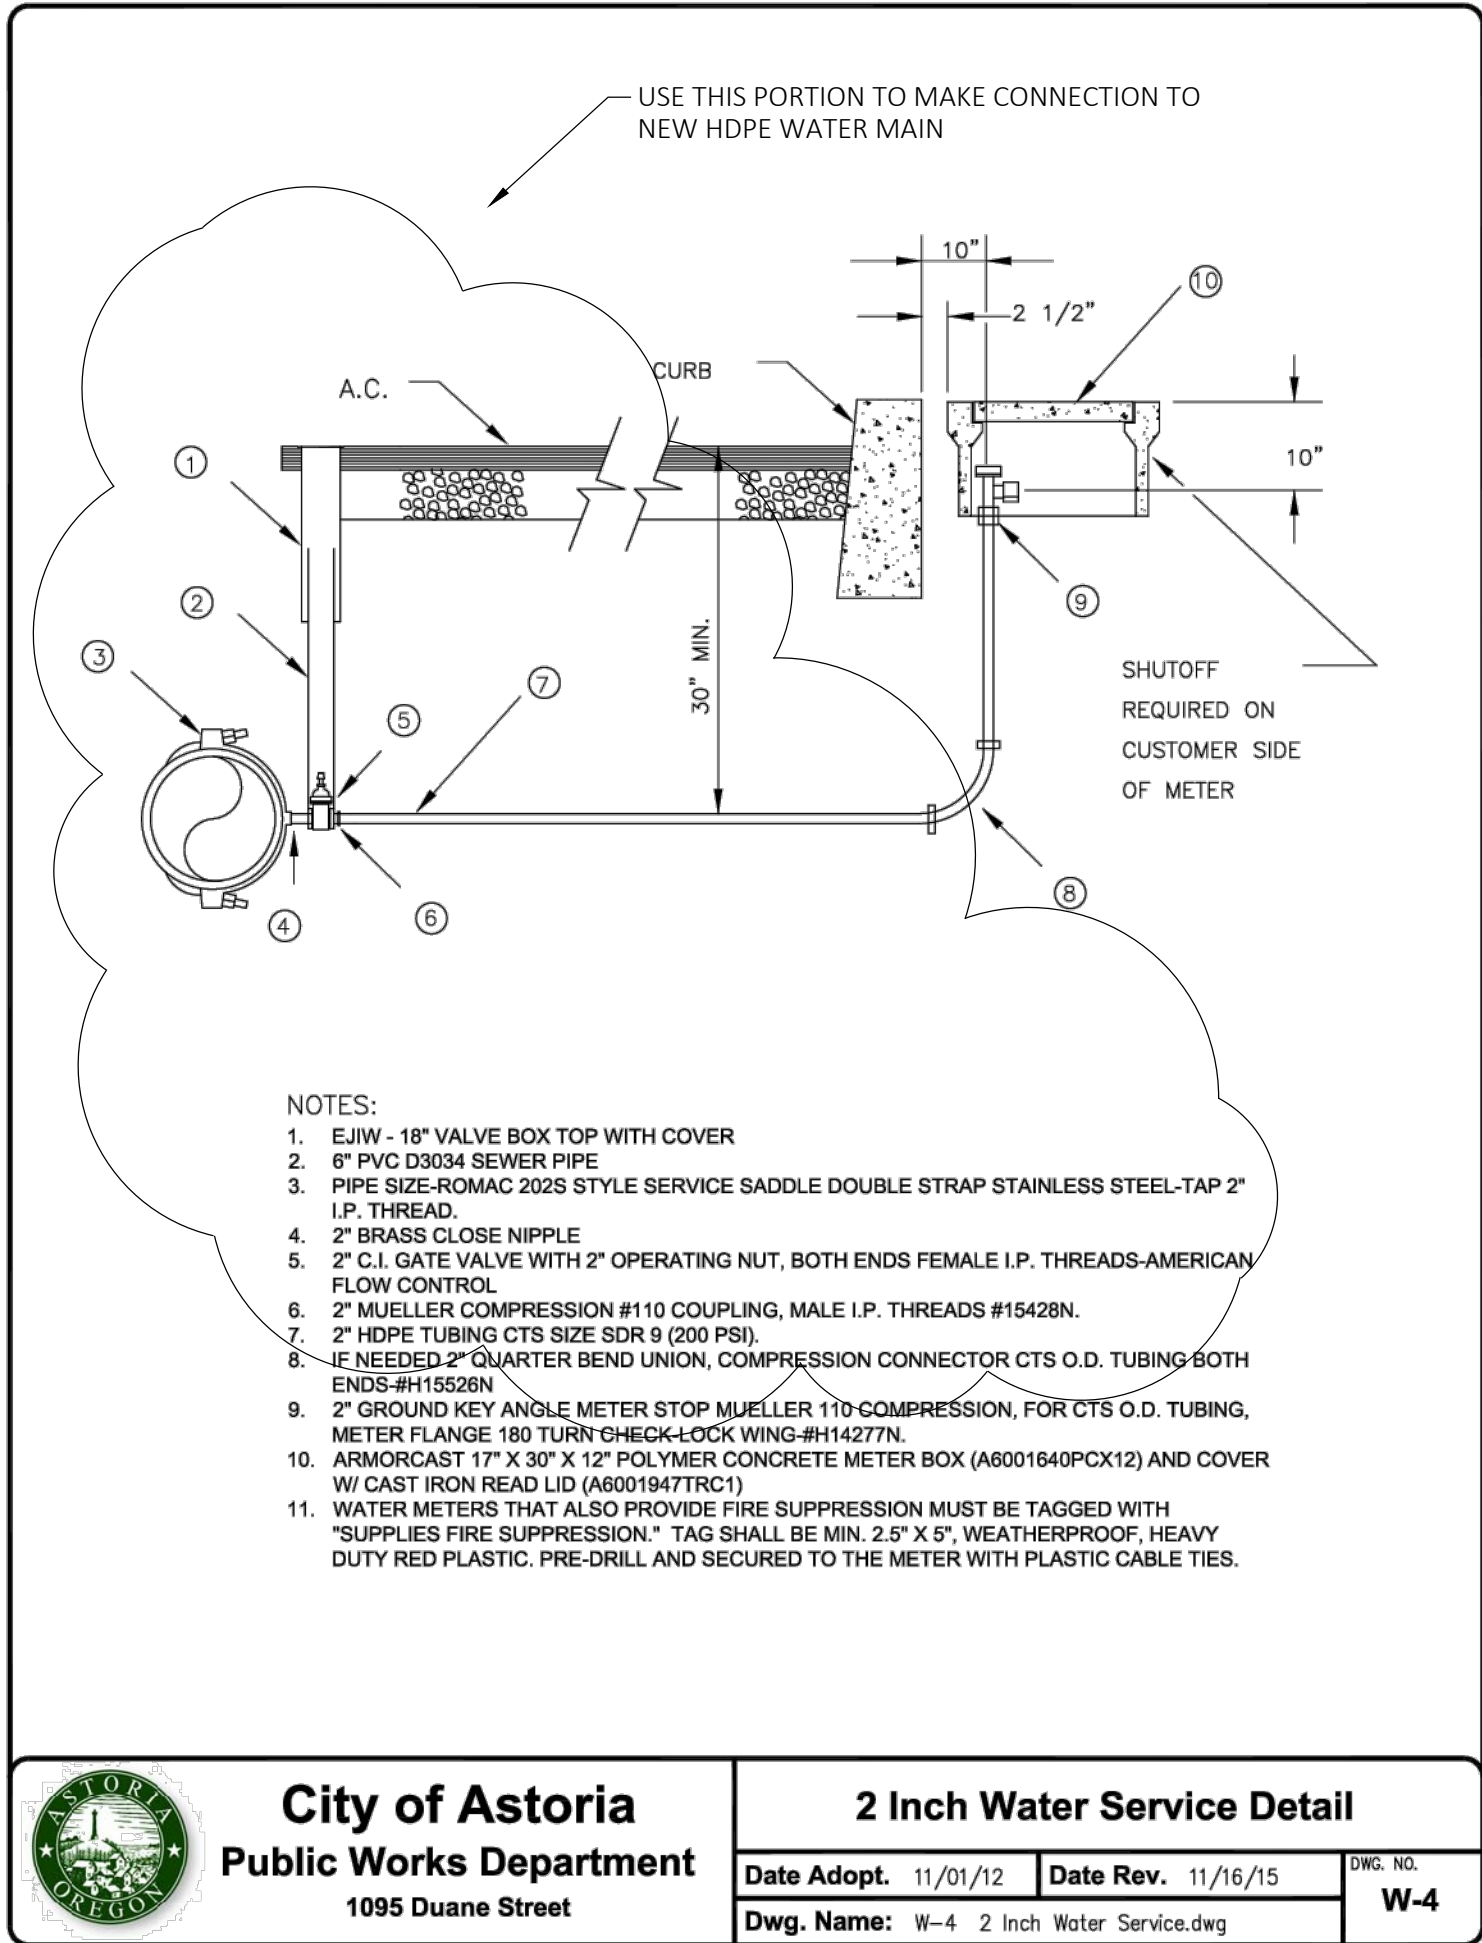 USE THIS PORTION TO MAKE CONNECTION TO
NEW HDPE WATER MAIN
10"
2 1/2"
10
CURB
A.C.
1
10"
2
9
3
30" MIN.
7
5
SHUTOFF
REQUIRED ON
CUSTOMER SIDE
OF METER
8
6
4
NOTES:
1. EJIW - 18" VALVE BOX TOP WITH COVER
2. 6" PVC D3034 SEWER PIPE
3. PIPE SIZE-ROMAC 202S STYLE SERVICE SADDLE DOUBLE STRAP STAINLESS STEEL-TAP 2"
I.P. THREAD.
4. 2" BRASS CLOSE NIPPLE
5. 2" C.I. GATE VALVE WITH 2" OPERATING NUT, BOTH ENDS FEMALE I.P. THREADS-AMERICAN
FLOW CONTROL
6. 2" MUELLER COMPRESSION #110 COUPLING, MALE I.P. THREADS #15428N.
7. 2" HDPE TUBING CTS SIZE SDR 9 (200 PSI).
8. IF NEEDED 2" QUARTER BEND UNION, COMPRESSION CONNECTOR CTS O.D. TUBING BOTH
ENDS-#H15526N
9. 2" GROUND KEY ANGLE METER STOP MUELLER 110 COMPRESSION, FOR CTS O.D. TUBING,
METER FLANGE 180 TURN CHECK-LOCK WING-#H14277N.
10. ARMORCAST 17" X 30" X 12" POLYMER CONCRETE METER BOX (A6001640PCX12) AND COVER
W/ CAST IRON READ LID (A6001947TRC1)
11. WATER METERS THAT ALSO PROVIDE FIRE SUPPRESSION MUST BE TAGGED WITH
"SUPPLIES FIRE SUPPRESSION." TAG SHALL BE MIN. 2.5" X 5", WEATHERPROOF, HEAVY
DUTY RED PLASTIC. PRE-DRILL AND SECURED TO THE METER WITH PLASTIC CABLE TIES.
ASTORIA
OREGON
City of Astoria
Public Works Department
1095 Duane Street
2 Inch Water Service Detail
Date Adopt. 11/01/12
Date Rev. 11/16/15
DWG. NO.
W-4
Dwg. Name: W-4 2 Inch Water Service.dwg